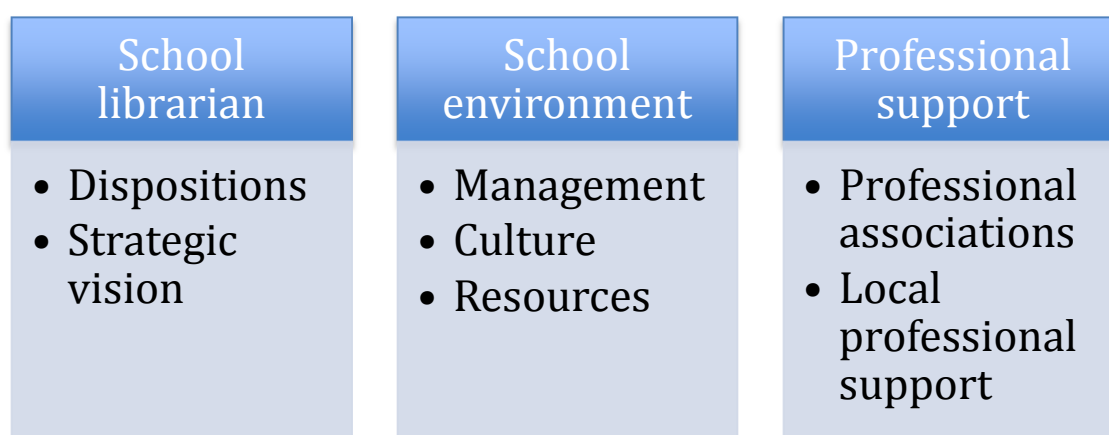 School
librarian
• Dispositions
• Strategic
vision
School
environment
• Management
• Culture
• Resources
Professional
support
• Professional
associations
• Local
professional
support